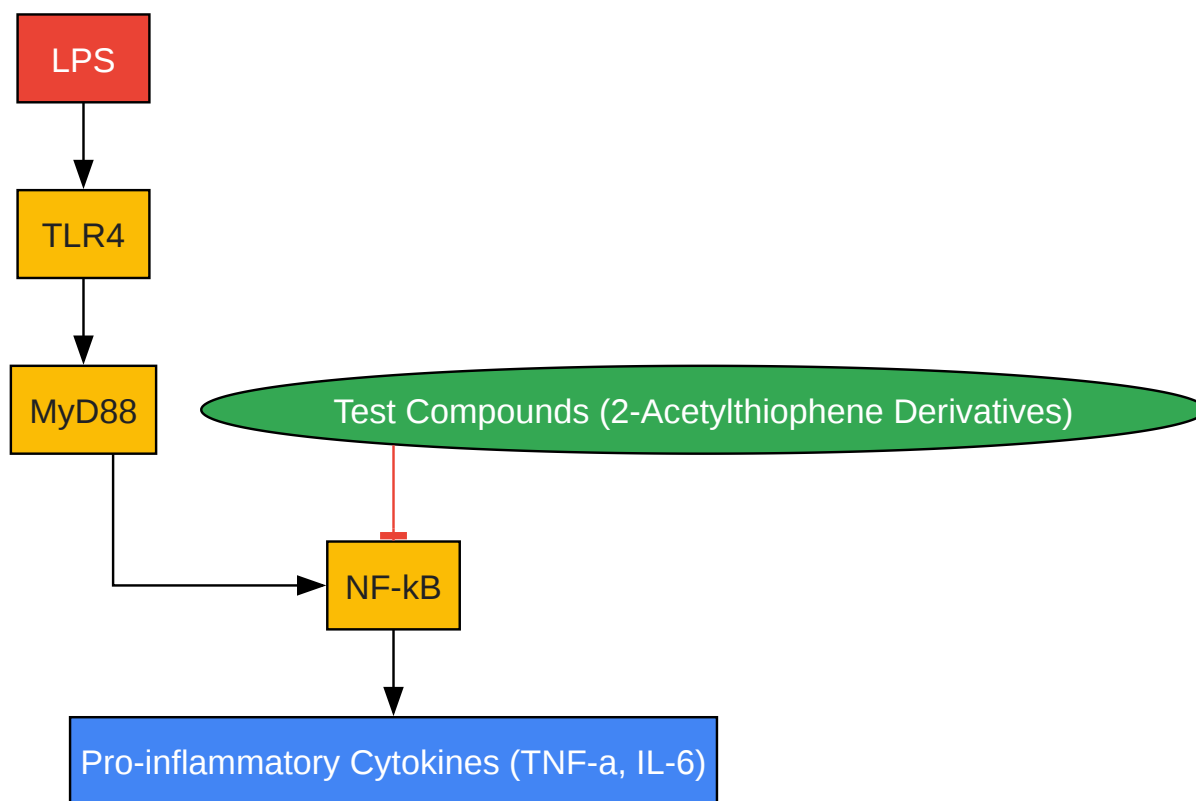 LPS
TLR4
MyD88
Test Compounds (2-Acetylthiophene Derivatives)
NF-kB
Pro-inflammatory Cytokines (TNF-a, IL-6)